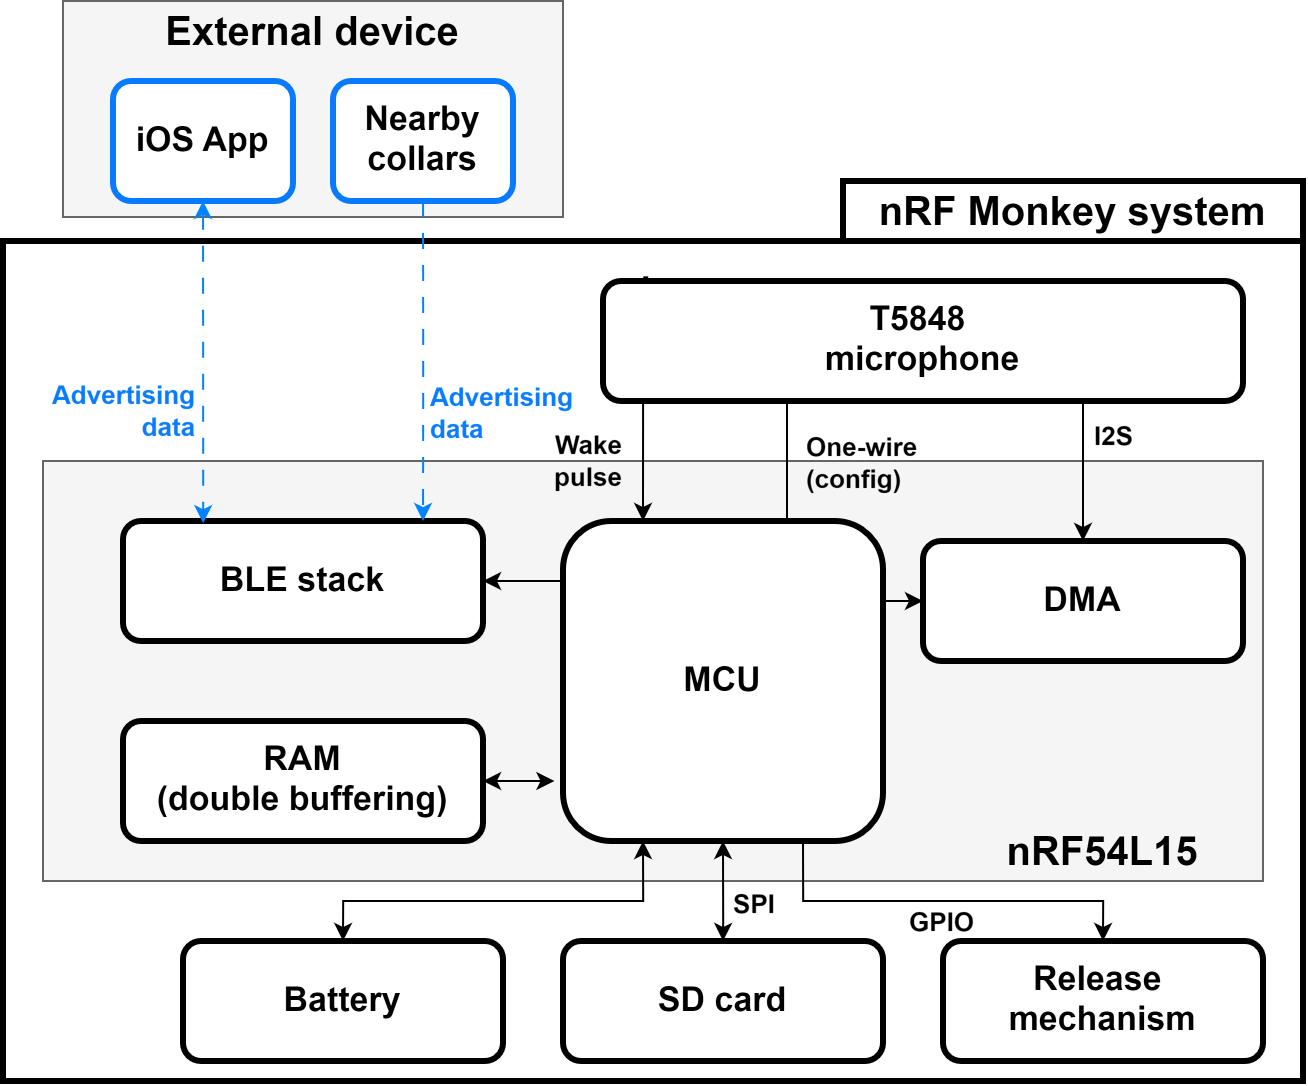 External device
iOS App
Nearby
collars
nRF Monkey system
T5848
microphone
Advertising
data
Advertising
data
Wake
pulse
One-wire
(config)
I2S
BLE stack
MCU
DMA
RAM
(double buffering)
nRF54L15
SPI
GPIO
Battery
SD card
Release
mechanism